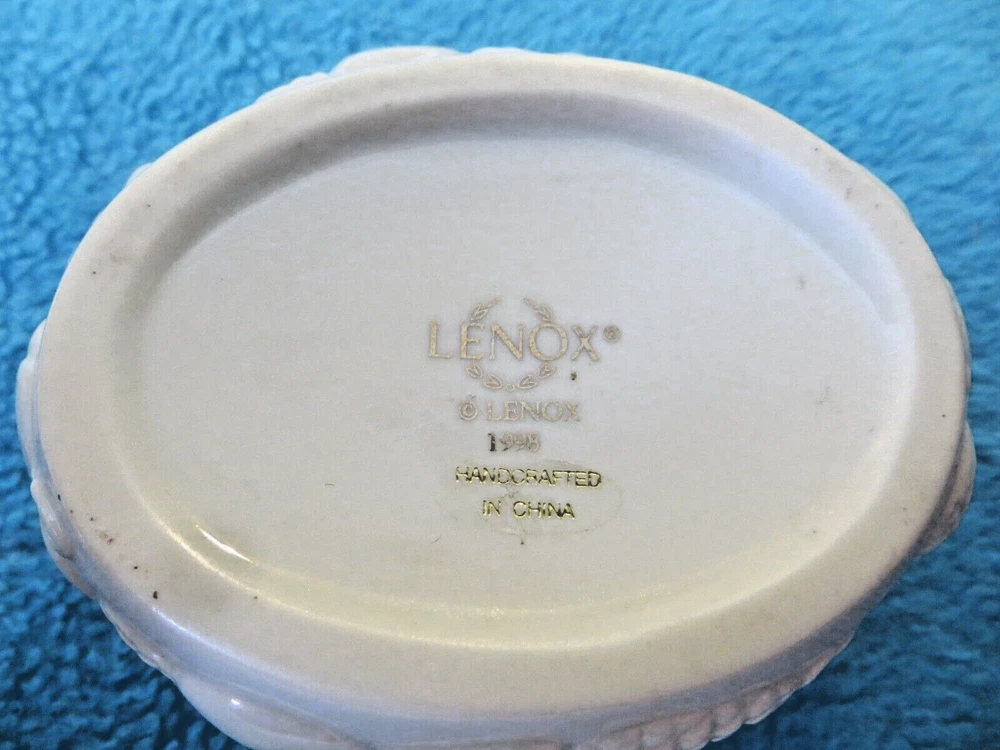 LENOX®
© LENOX
1998
HANDCRAFTED
IN CHINA